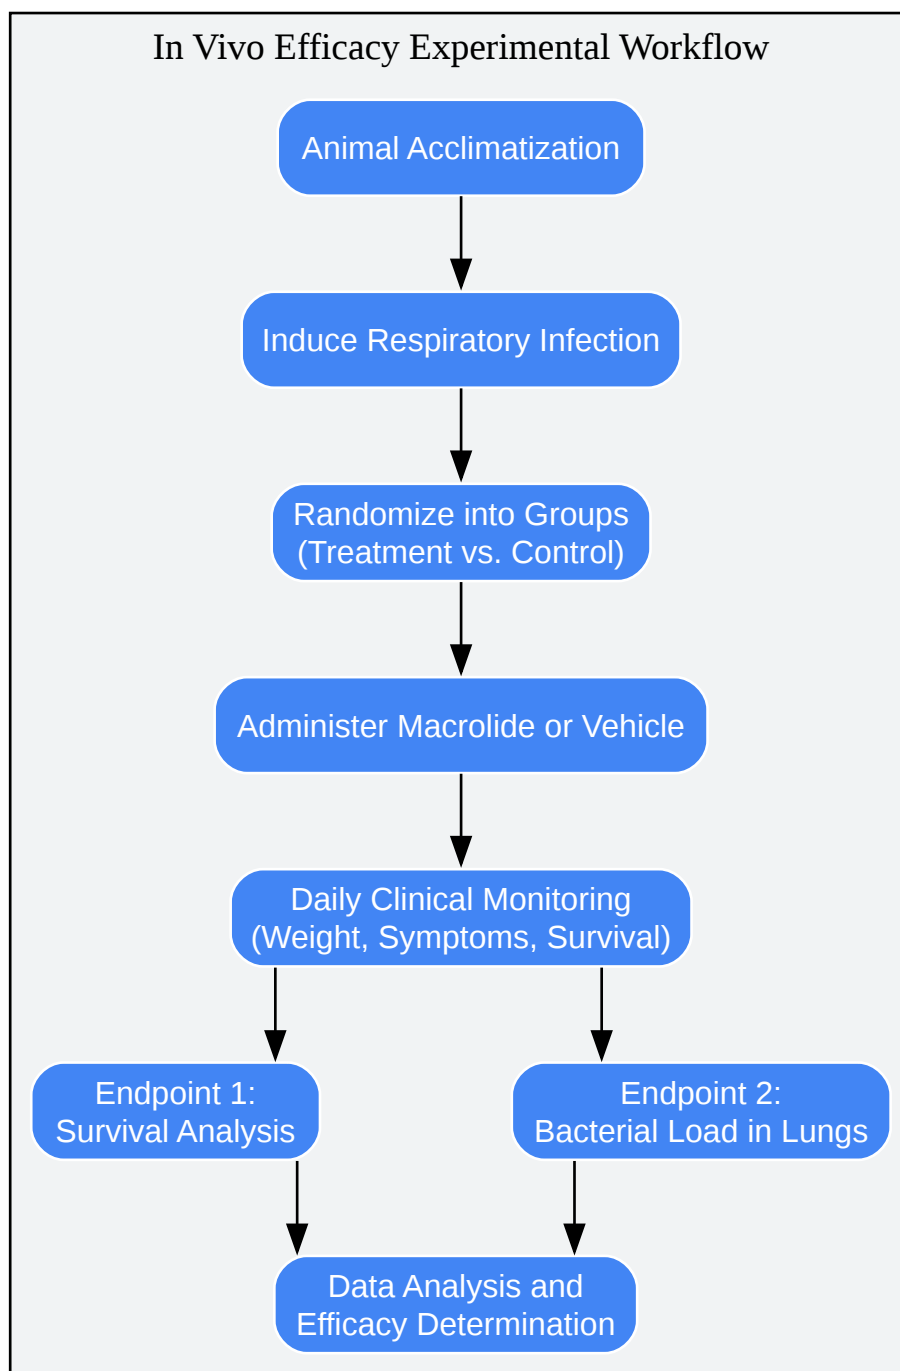 In Vivo Efficacy Experimental Workflow
Animal Acclimatization
Induce Respiratory Infection
Randomize into Groups
(Treatment vs. Control)
Administer Macrolide or Vehicle
Daily Clinical Monitoring
(Weight, Symptoms, Survival)
Endpoint 1:
Survival Analysis
Endpoint 2:
Bacterial Load in Lungs
Data Analysis and
Efficacy Determination